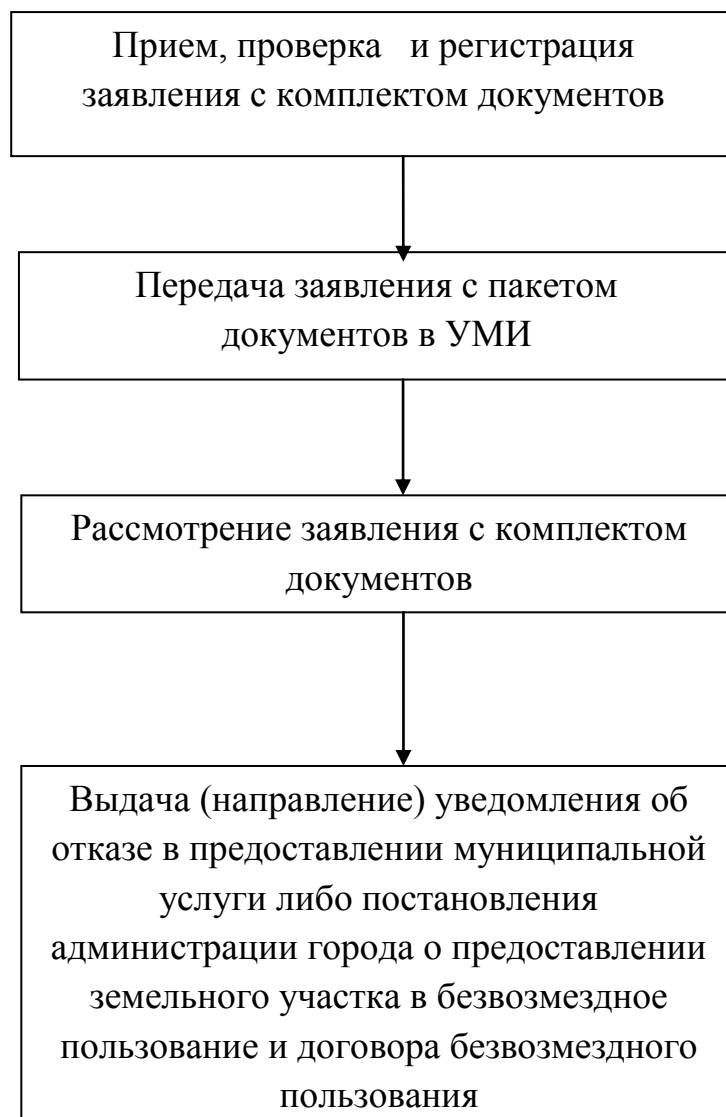 Прием, проверка и регистрация
заявления с комплектом документов
Передача заявления с пакетом
документов в УМИ
Рассмотрение заявления с комплектом
документов
Выдача (направление) уведомления об
отказе в предоставлении муниципальной
услуги либо постановления
администрации города о предоставлении
земельного участка в безвозмездное
пользование и договора безвозмездного
пользования